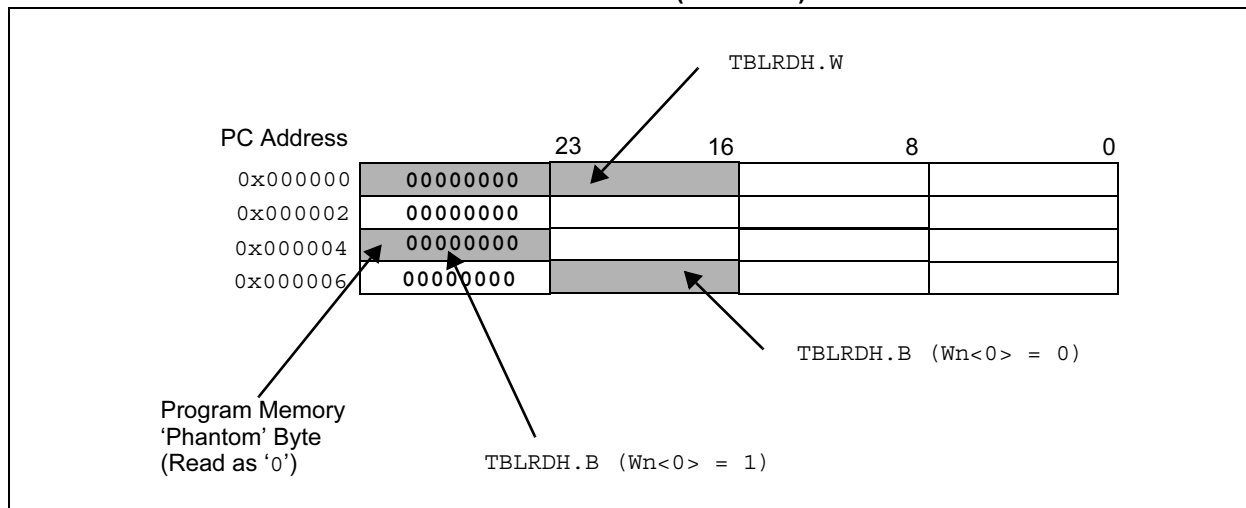 TBLRDH.W
PC Address
23 16 8 0
0x000000 00000000
0x000002 00000000
0x000004 00000000
0x000006 00000000
TBLRDH.B (Wn<0> = 0)
Program Memory
‘Phantom’ Byte
(Read as ‘0’)
TBLRDH.B (Wn<0> = 1)